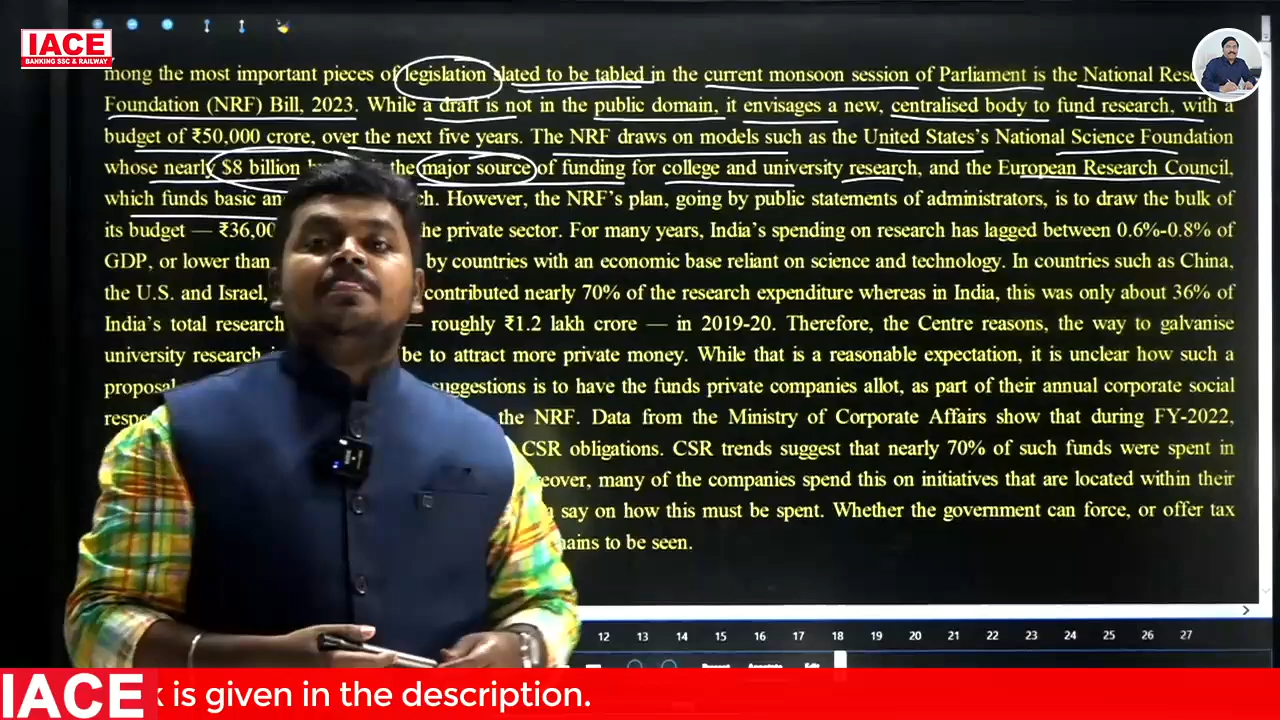 IACE
BANKING SSC & RAILWAY
mong the most important pieces of legislation slated to be tabled in the current monsoon session of Parliament is the National Rese
Foundation (NRF) Bill, 2023. While a draft is not in the public domain, it envisages a new, centralised body to fund research, with a
budget of ₹50,000 crore, over the next five years. The NRF draws on models such as the United States's National Science Foundation
whose nearly $8 billion the major source of funding for college and university research, and the European Research Council,
which funds basic an ch. However, the NRF's plan, going by public statements of administrators, is to draw the bulk of
its budget — ₹36,00 he private sector. For many years, India's spending on research has lagged between 0.6%-0.8% of
GDP, or lower than by countries with an economic base reliant on science and technology. In countries such as China,
the U.S. and Israel, contributed nearly 70% of the research expenditure whereas in India, this was only about 36% of
India's total research — roughly ₹1.2 lakh crore — in 2019-20. Therefore, the Centre reasons, the way to galvanise
university research be to attract more private money. While that is a reasonable expectation, it is unclear how such a
proposal suggestions is to have the funds private companies allot, as part of their annual corporate social
resp the NRF. Data from the Ministry of Corporate Affairs show that during FY-2022,
CSR obligations. CSR trends suggest that nearly 70% of such funds were spent in
eover, many of the companies spend this on initiatives that are located within their
say on how this must be spent. Whether the government can force, or offer tax
ains to be seen.
12 13 14 15 16 17 18 19 20 21 22 23 24 25 26 27
IACE k is given in the description.